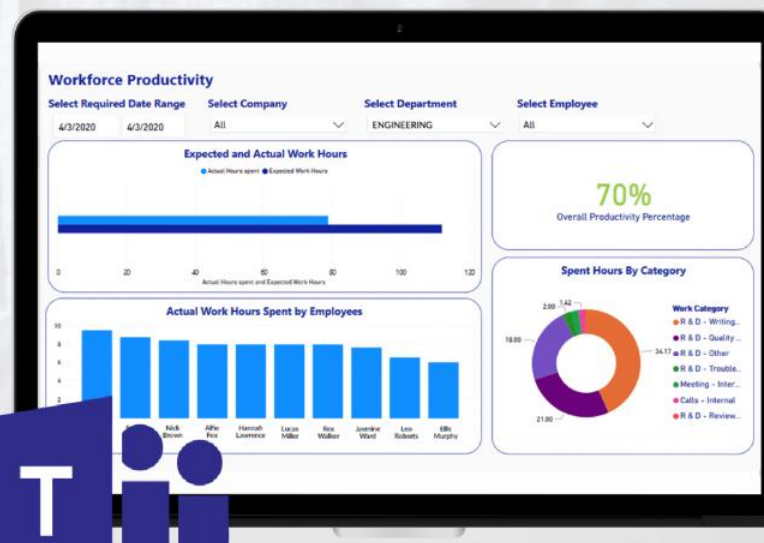 Workforce Productivity
Select Required Date Range Select Company Select Department Select Employee
4/3/2020 4/3/2020 All ENGINEERING All
Expected and Actual Work Hours
Actual Hours spent Expected Work Hours
0 20 40 60 80 100 120
Actual Hours spent and Expected Work Hours
70%
Overall Productivity Percentage
Actual Work Hours Spent by Employees
10
8
6
4
2
Nick Brown
Alfie Fox
Hannah Lawrence
Lucas Miller
Rex Walker
Jasmine Ward
Leo Roberts
Ellis Murphy
Spent Hours By Category
2.00 1.42
18.00
34.17
21.00
Work Category
R & D - Writing...
R & D - Quality ...
R & D - Other
R & D - Trouble...
Meeting - Inter...
Calls - Internal
R & D - Review...
T